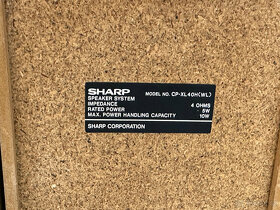 SHARP MODEL NO. CP-XL40H(WL)
SPEAKER SYSTEM
IMPEDANCE 4 OHMS
RATED POWER 5W
MAX. POWER HANDLING CAPACITY 10W
SHARP CORPORATION